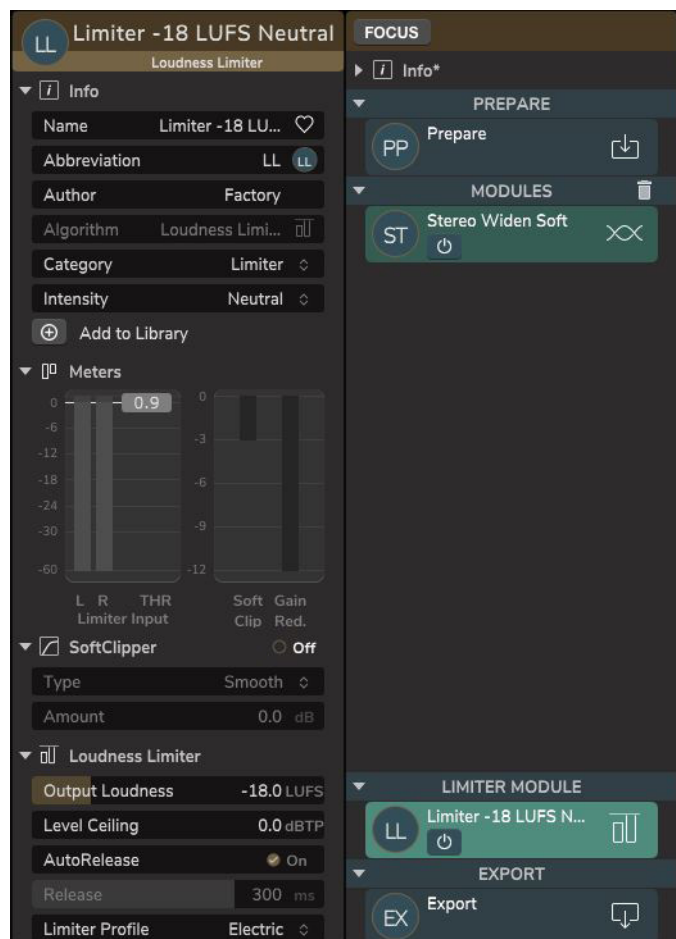 LL Limiter -18 LUFS Neutral
Loudness Limiter
Info
Name Limiter -18 LU...
Abbreviation LL LL
Author Factory
Algorithm Loudness Limi...
Category Limiter
Intensity Neutral
Add to Library
Meters
0 0.9 0
-6
-12 -3
-18 -6
-24
-30 -9
-60 -12
L R THR Soft Gain
Limiter Input Clip Red.
SoftClipper Off
Type Smooth
Amount 0.0 dB
Loudness Limiter
Output Loudness -18.0 LUFS
Level Ceiling 0.0 dBTP
AutoRelease On
Release 300 ms
Limiter Profile Electric
FOCUS
i Info*
PREPARE
PP Prepare
MODULES
ST Stereo Widen Soft
LIMITER MODULE
LL Limiter -18 LUFS N...
EXPORT
EX Export